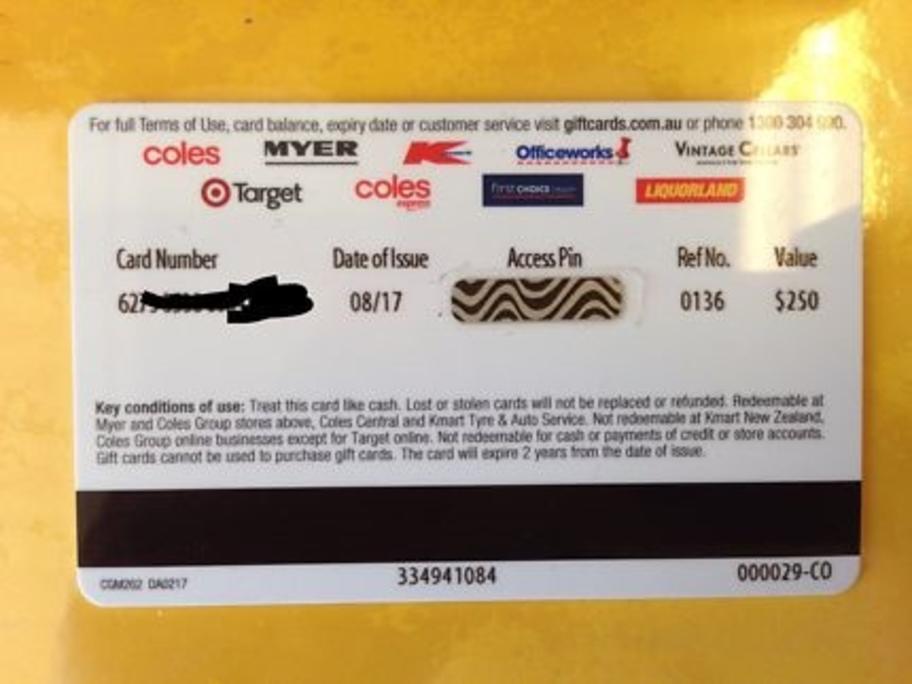 For full Terms of Use, card balance, expiry date or customer service visit giftcards.com.au or phone 1300 304
coles MYER K Officeworks VINTAGE CELLARS
Target coles express first CHOICE LIQUORLAND
Card Number Date of Issue Access Pin Ref No. Value
627 08/17 0136 $250
Key conditions of use: Treat this card like cash. Lost or stolen cards will not be replaced or refunded. Redeemable at
Myer and Coles Group stores above, Coles Central and Kmart Tyre & Auto Service. Not redeemable at Kmart New Zealand,
Coles Group online businesses except for Target online. Not redeemable for cash or payments of credit or store accounts.
Gift cards cannot be used to purchase gift cards. The card will expire 2 years from the date of issue.
CGM202 DA0217 334941084 000029-CO